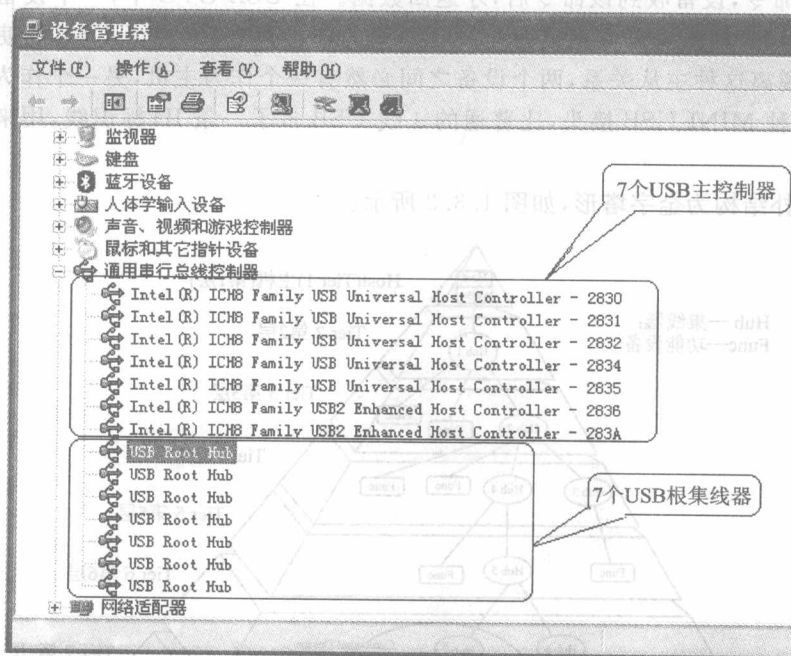 设备管理器
文件(F) 操作(A) 查看(V) 帮助(H)
监视器
键盘
蓝牙设备
人体学输入设备
声音、视频和游戏控制器
鼠标和其它指针设备
通用串行总线控制器
7个USB主控制器
Intel(R) ICH8 Family USB Universal Host Controller - 2830
Intel(R) ICH8 Family USB Universal Host Controller - 2831
Intel(R) ICH8 Family USB Universal Host Controller - 2832
Intel(R) ICH8 Family USB Universal Host Controller - 2834
Intel(R) ICH8 Family USB Universal Host Controller - 2835
Intel(R) ICH8 Family USB2 Enhanced Host Controller - 2836
Intel(R) ICH8 Family USB2 Enhanced Host Controller - 283A
USB Root Hub
USB Root Hub
USB Root Hub
USB Root Hub
USB Root Hub
USB Root Hub
USB Root Hub
7个USB根集线器
网络适配器